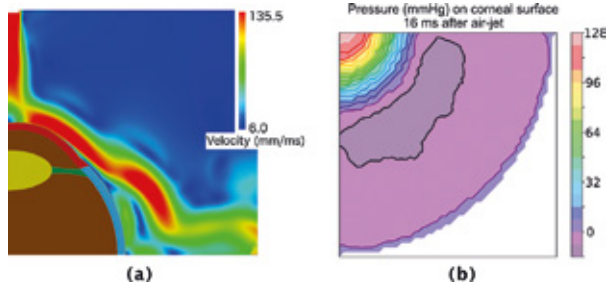 135.5
6.0
Velocity (mm/ms)
(a)
Pressure (mmHg) on corneal surface
16 ms after air-jet
128
96
64
32
0
(b)